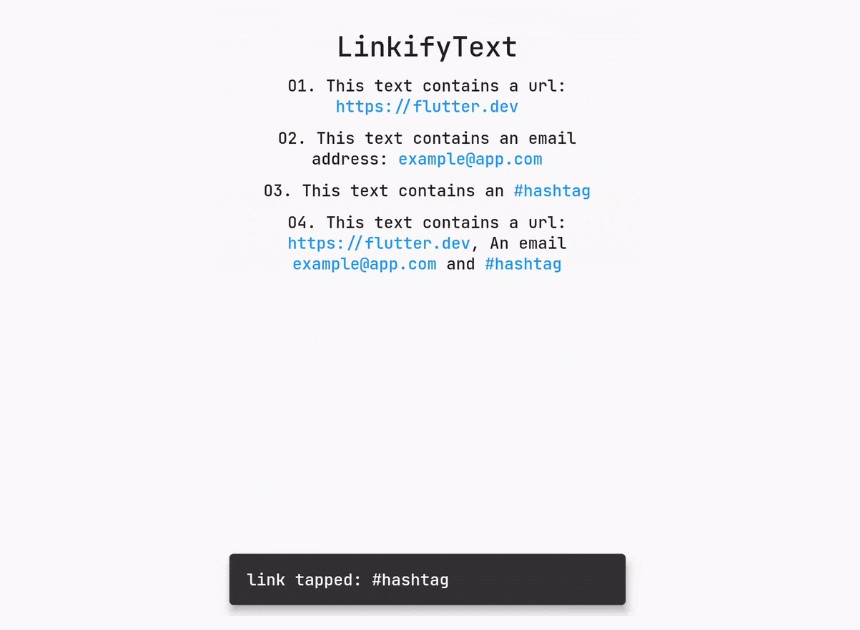 LinkifyText
01. This text contains a url:
https://flutter.dev
02. This text contains an email
address: example@app.com
03. This text contains an #hashtag
04. This text contains a url:
https://flutter.dev, An email
example@app.com and #hashtag
link tapped: #hashtag